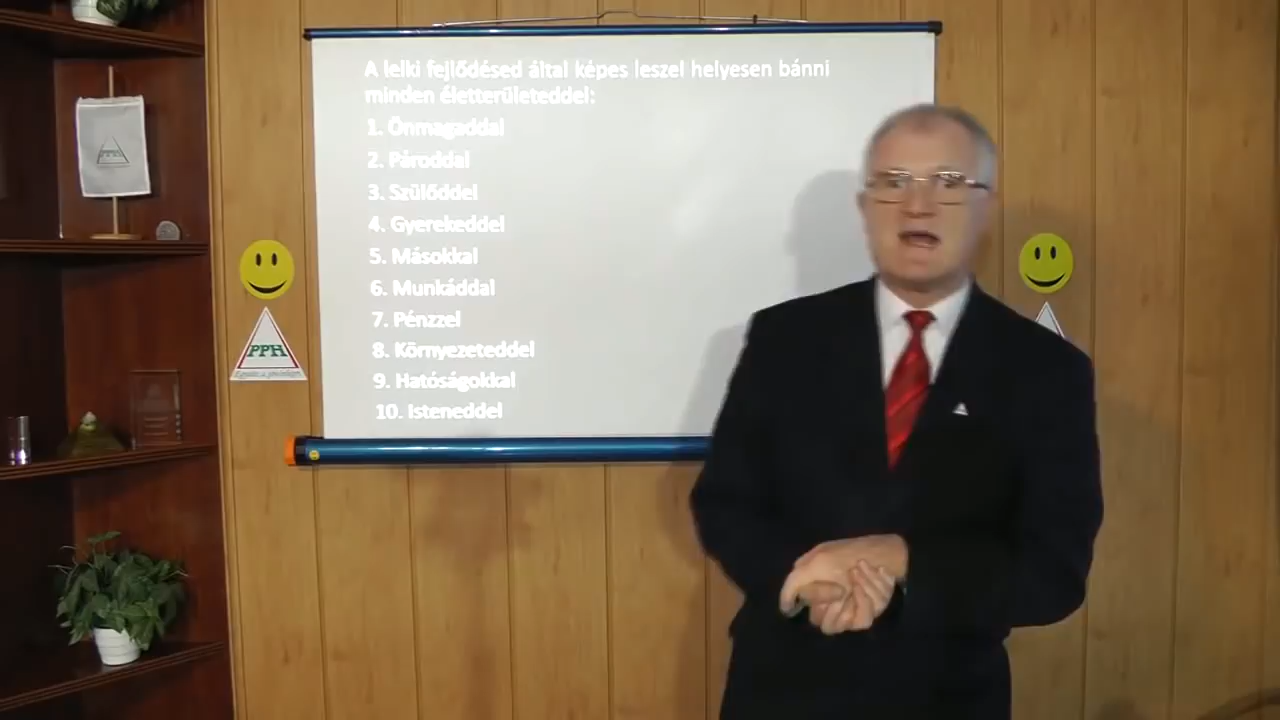 A lelki fejlődésed által képes leszel helyesen bánni
minden életterületeddel:
1. Önmagaddal
2. Pároddal
3. Szülőddel
4. Gyerekeddel
5. Másokkal
6. Munkáddal
7. Pénzzel
8. Környezeteddel
9. Hatóságokkal
10. Isteneddel
PPH